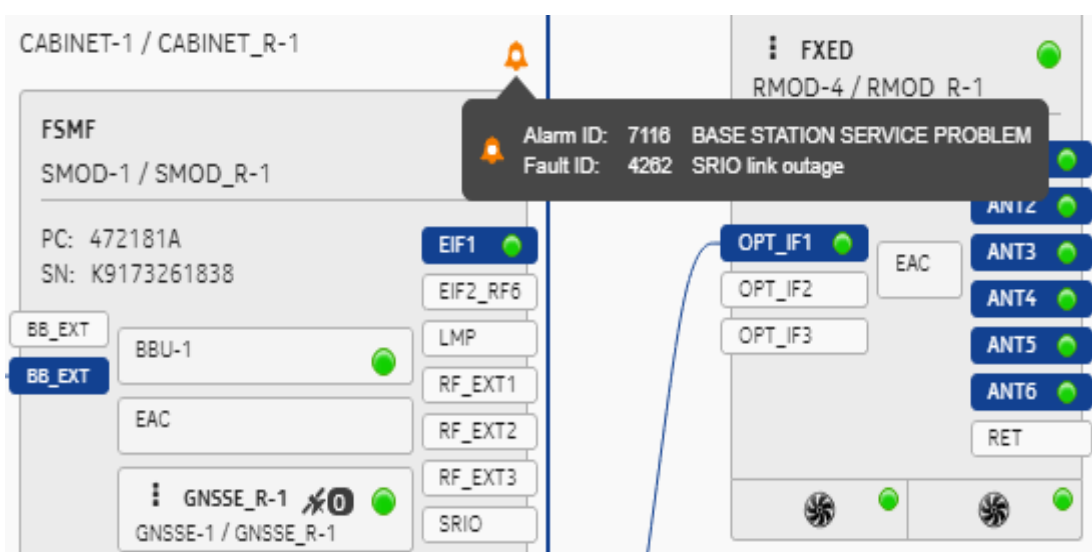 CABINET-1 / CABINET_R-1
FSMF
SMOD-1 / SMOD_R-1
PC: 472181A
SN: K9173261838
BB_EXT
BB_EXT
BBU-1
EAC
GNSSE_R-1 0
GNSSE-1 / GNSSE_R-1
EIF1
EIF2_RF6
LMP
RF_EXT1
RF_EXT2
RF_EXT3
SRIO
Alarm ID: 7116 BASE STATION SERVICE PROBLEM
Fault ID: 4262 SRIO link outage
FXED
RMOD-4 / RMOD_R-1
OPT_IF1
OPT_IF2
OPT_IF3
EAC
ANT2
ANT3
ANT4
ANT5
ANT6
RET